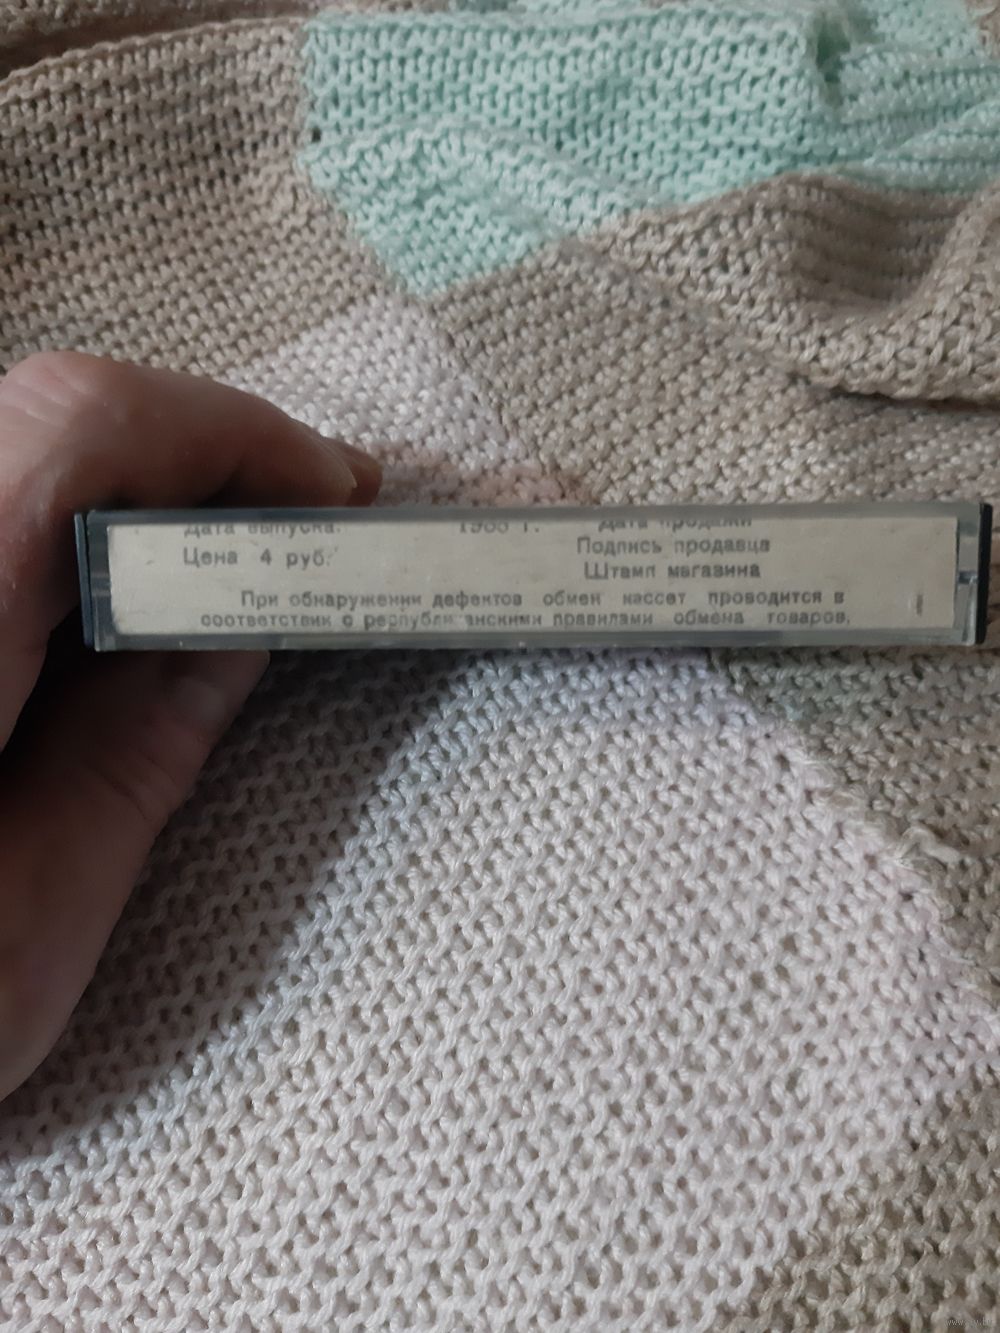 Дата выпуска. 1988 г. Дата продажи
Цена 4 руб. Подпись продавца
Штамп магазина
При обнаружении дефектов обмен кассет проводится в
соответствии с республиканскими правилами обмена товаров.